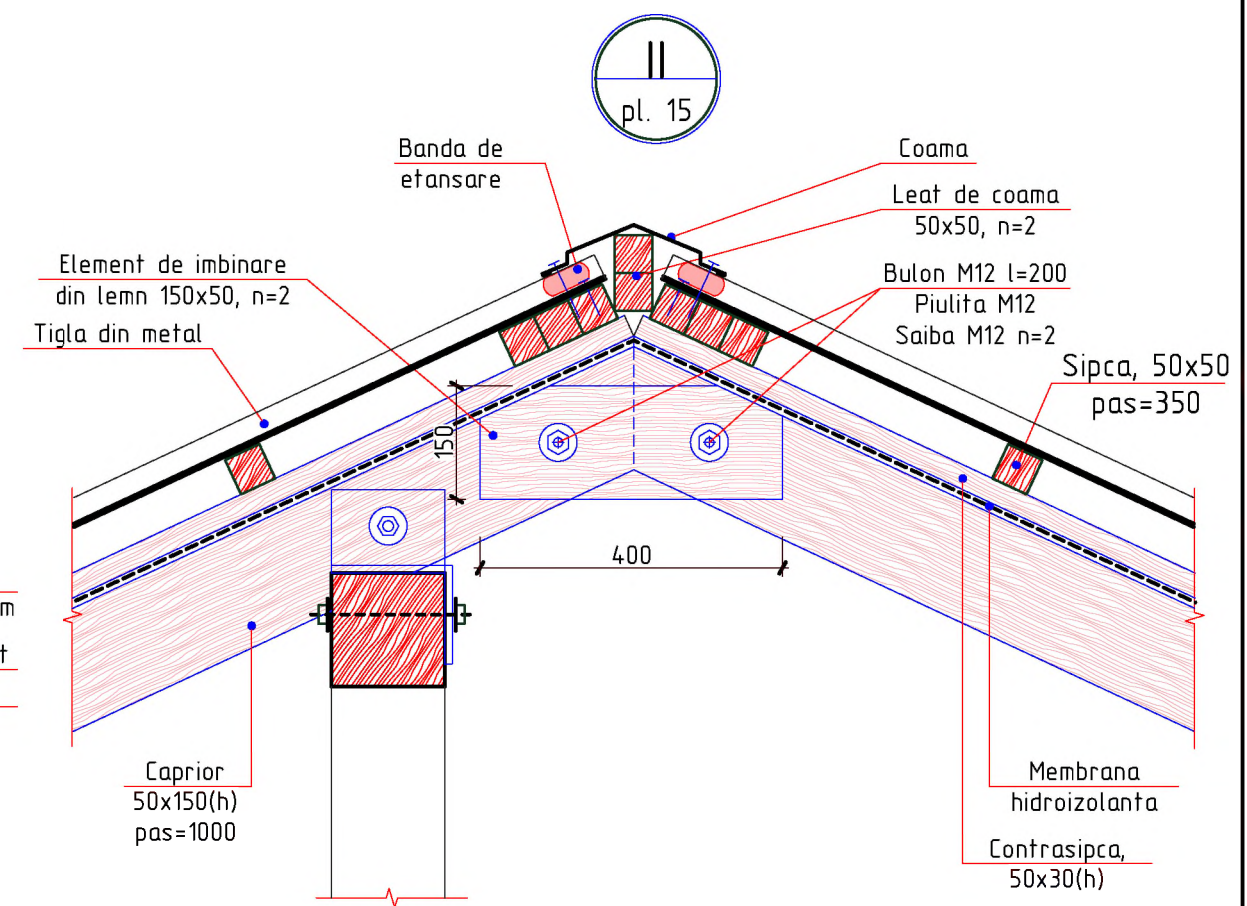 II
pl. 15
Banda de
etansare
Coama
Leat de coama
50x50, n=2
Element de imbinare
din lemn 150x50, n=2
Bulon M12 l=200
Piulita M12
Saiba M12 n=2
Tigla din metal
Sipca, 50x50
pas=350
150
400
m
t
Caprior
50x150(h)
pas=1000
Membrana
hidroizolanta
Contrasipca,
50x30(h)